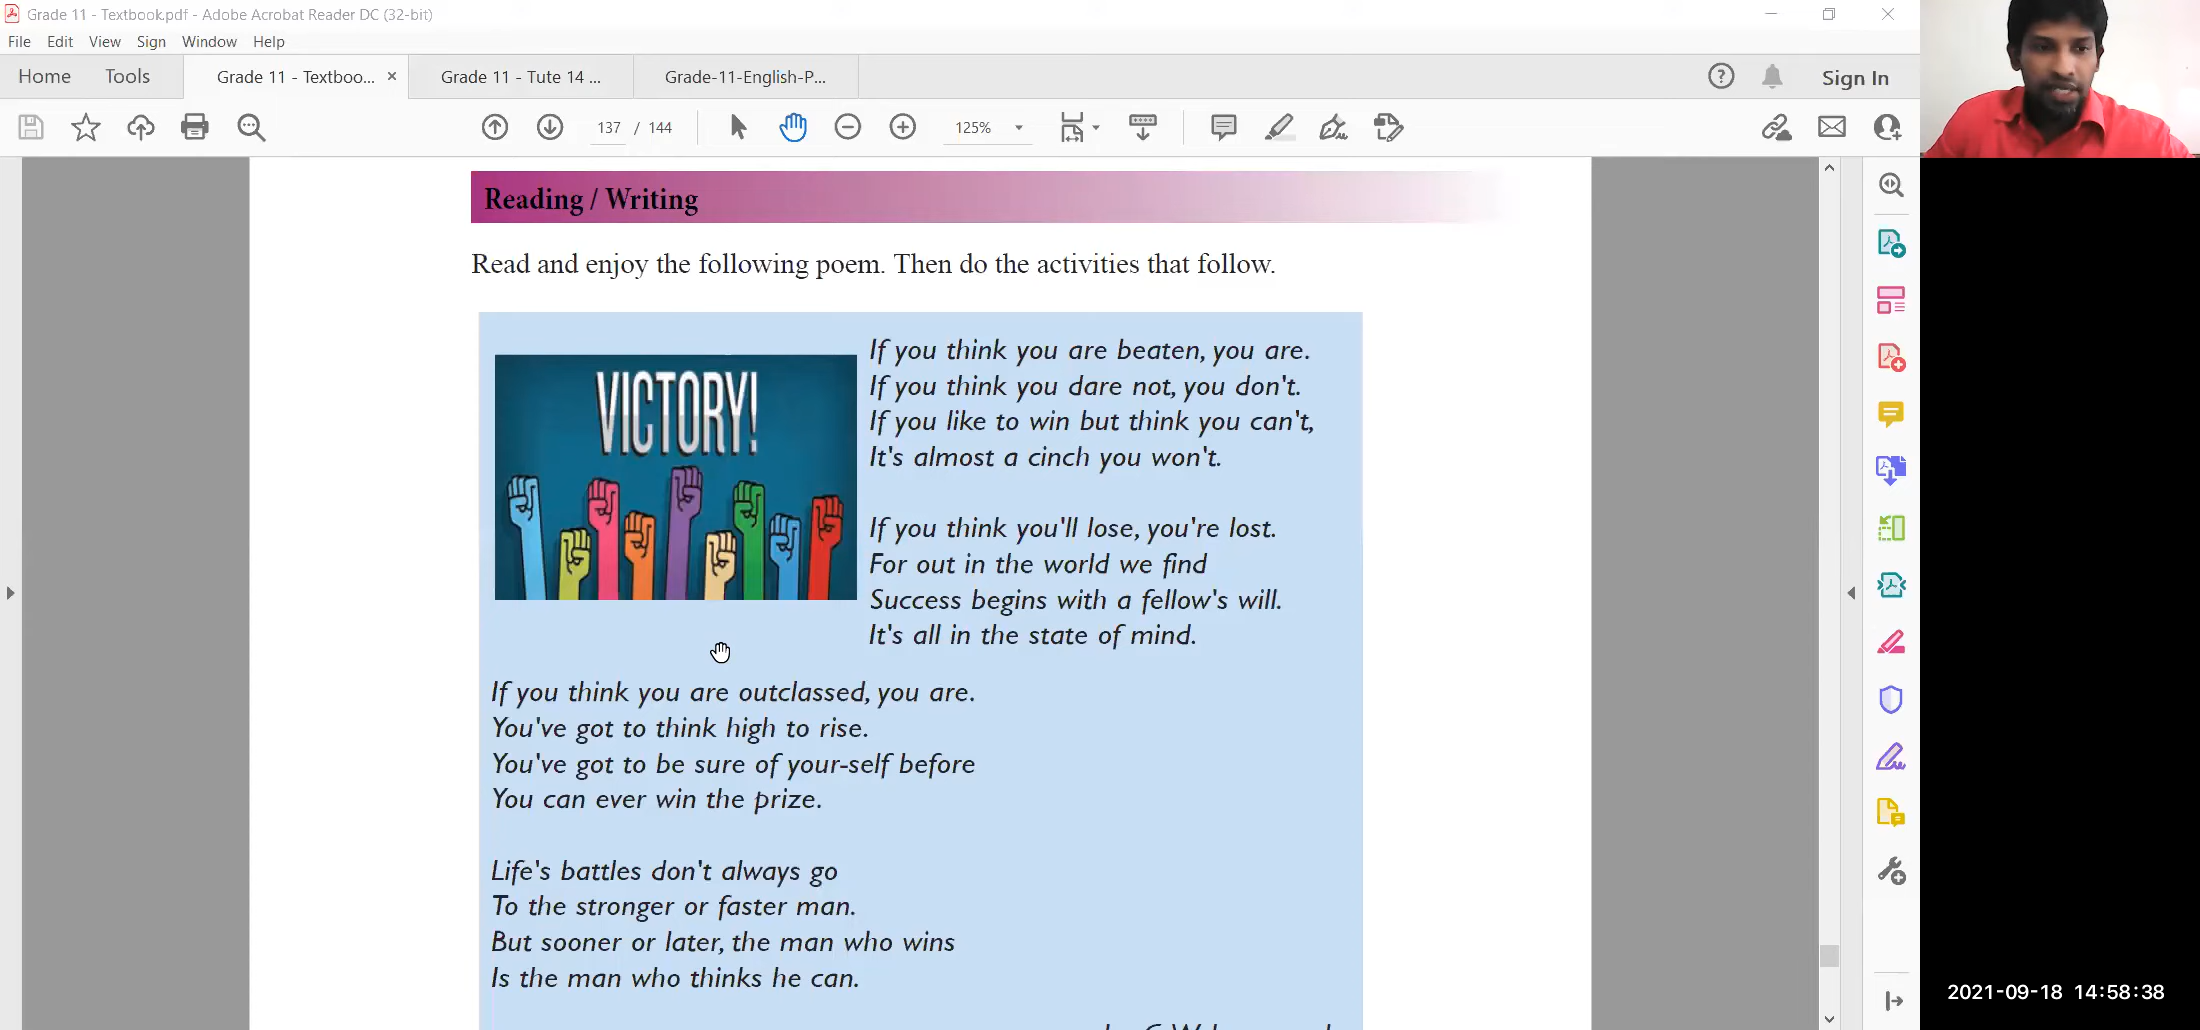 Grade 11 - Textbook.pdf - Adobe Acrobat Reader DC (32-bit)
File Edit View Sign Window Help
Home Tools Grade 11 - Textboo... × Grade 11 - Tute 14 ... Grade-11-English-P... Sign In
137 / 144 125%
Reading / Writing
Read and enjoy the following poem. Then do the activities that follow.
VICTORY!
If you think you are beaten, you are.
If you think you dare not, you don't.
If you like to win but think you can't,
It's almost a cinch you won't.
If you think you'll lose, you're lost.
For out in the world we find
Success begins with a fellow's will.
It's all in the state of mind.
If you think you are outclassed, you are.
You've got to think high to rise.
You've got to be sure of your-self before
You can ever win the prize.
Life's battles don't always go
To the stronger or faster man.
But sooner or later, the man who wins
Is the man who thinks he can.
2021-09-18 14:58:38